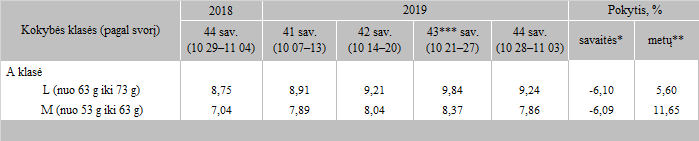 Kokybės klasės (pagal svorį) 2018 2019 Pokytis, %
44 sav. (10 29–11 04) 41 sav. (10 07–13) 42 sav. (10 14–20) 43*** sav. (10 21–27) 44 sav. (10 28–11 03) savaitės* metų**
A klasė
L (nuo 63 g iki 73 g) 8,75 8,91 9,21 9,84 9,24 -6,10 5,60
M (nuo 53 g iki 63 g) 7,04 7,89 8,04 8,37 7,86 -6,09 11,65